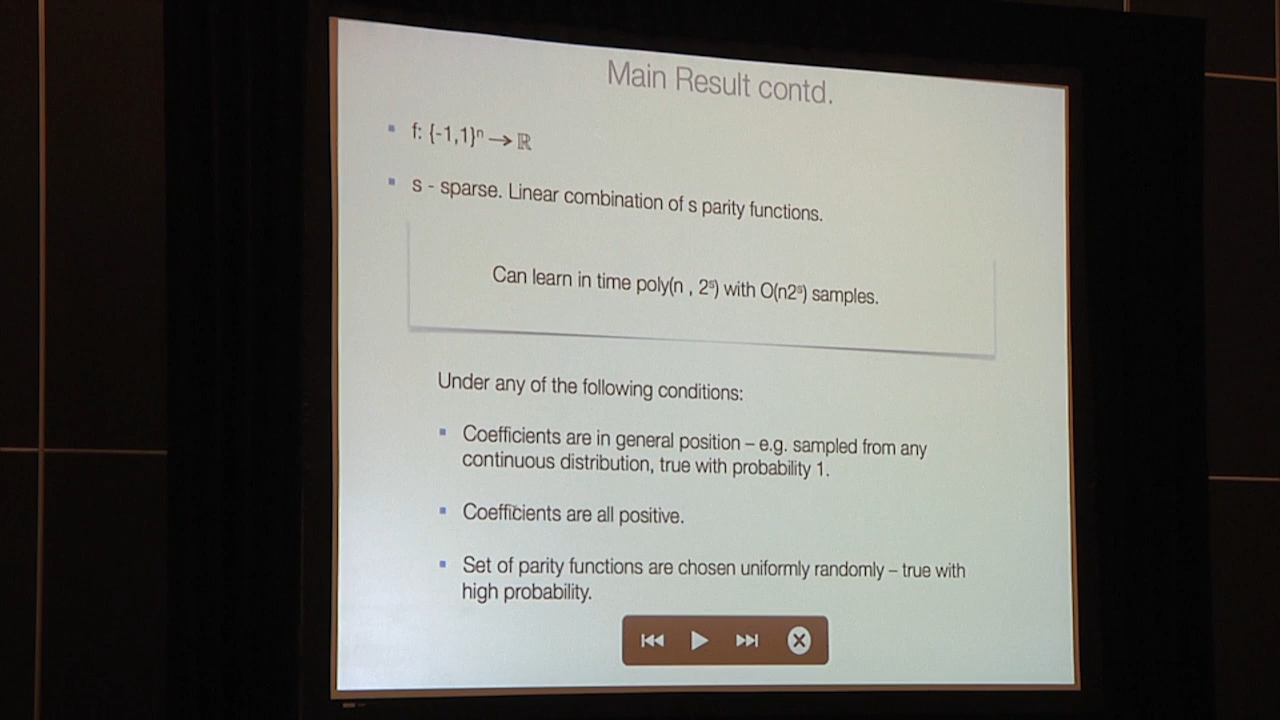 Main Result contd.
f: {-1,1}ⁿ → ℝ
s - sparse. Linear combination of s parity functions.
Can learn in time poly(n , 2ˢ) with O(n2ˢ) samples.
Under any of the following conditions:
Coefficients are in general position – e.g. sampled from any
continuous distribution, true with probability 1.
Coefficients are all positive.
Set of parity functions are chosen uniformly randomly – true with
high probability.